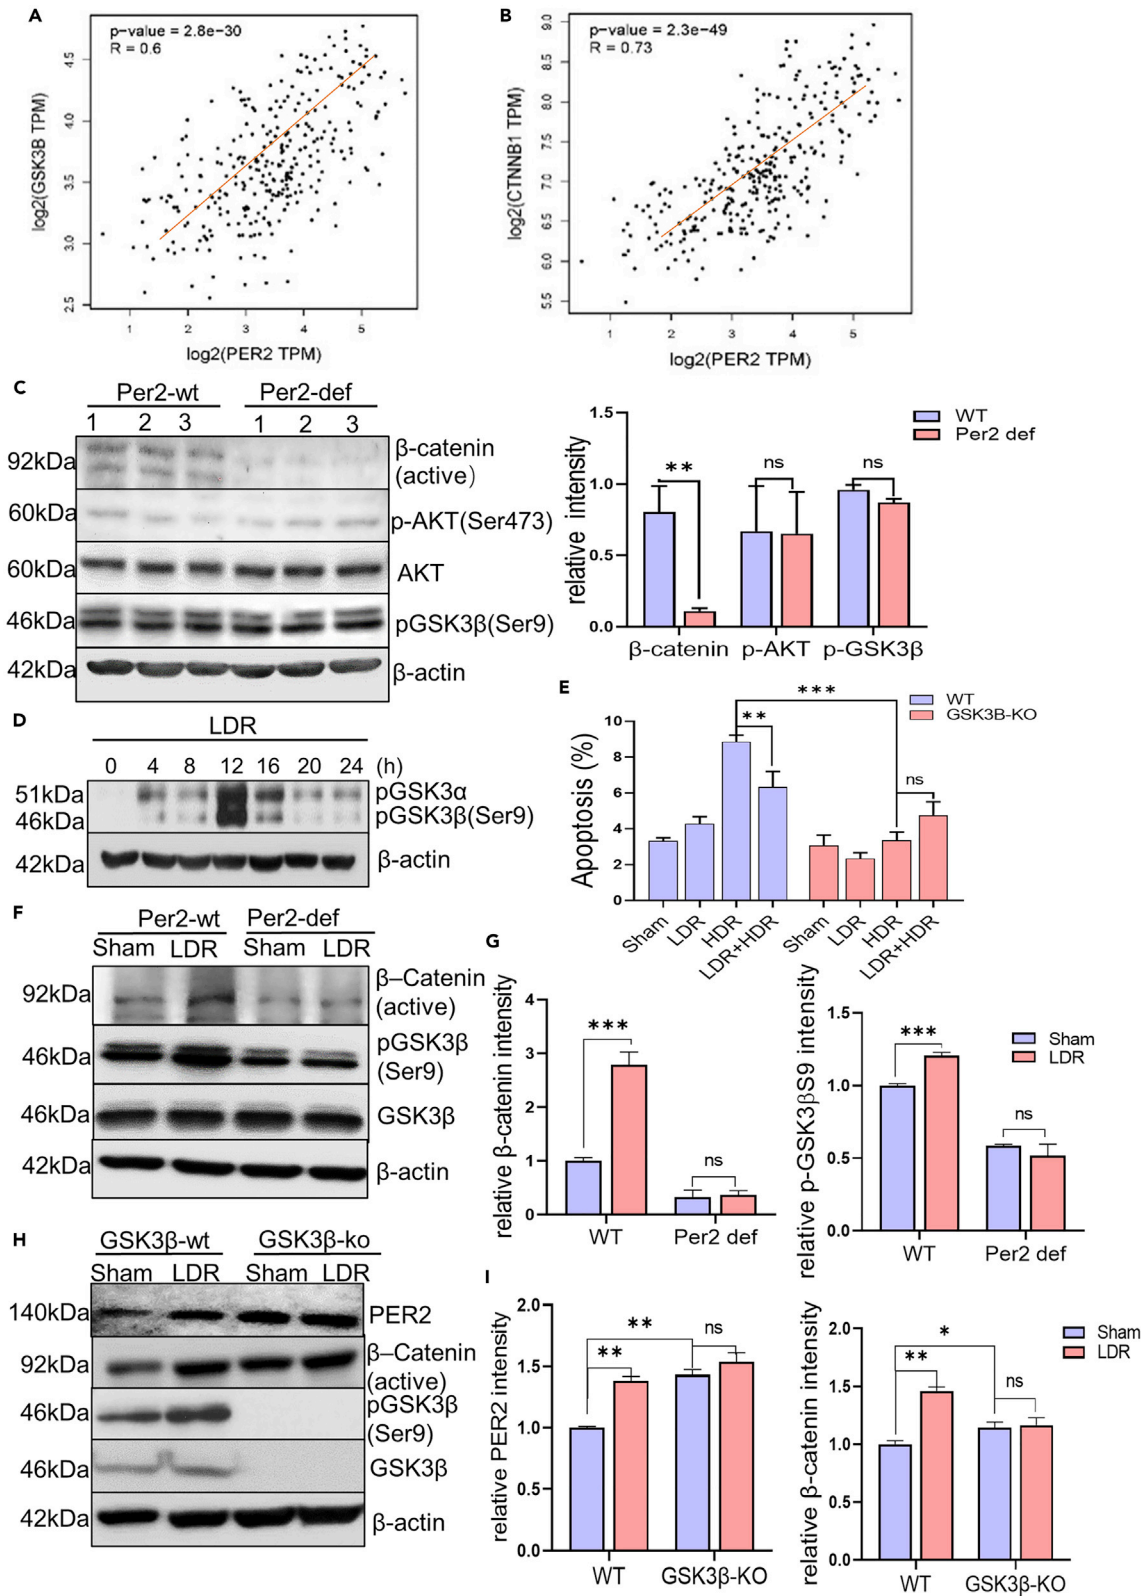 A
p-value = 2.8e−30
R = 0.6
log2(GSK3B TPM)
4.5
4.0
3.5
3.0
2.5
1 2 3 4 5
log2(PER2 TPM)
B
p-value = 2.3e−49
R = 0.73
log2(CTNNB1 TPM)
9.0
8.5
8.0
7.5
7.0
6.5
6.0
5.5
1 2 3 4 5
log2(PER2 TPM)
C
Per2-wt Per2-def
1 2 3 1 2 3
92kDa β-catenin
(active)
60kDa p-AKT(Ser473)
60kDa AKT
46kDa pGSK3β(Ser9)
42kDa β-actin
relative intensity
1.5
1.0
0.5
0.0
** ns ns
WT
Per2 def
β-catenin p-AKT p-GSK3β
D
LDR
0 4 8 12 16 20 24 (h)
51kDa pGSK3α
46kDa pGSK3β(Ser9)
42kDa β-actin
E
Apoptosis (%)
10
8
6
4
2
0
***
**
ns
WT
GSK3B-KO
Sham LDR HDR LDR+HDR Sham LDR HDR LDR+HDR
F
Per2-wt Per2-def
Sham LDR Sham LDR
92kDa β–Catenin
(active)
46kDa pGSK3β
(Ser9)
46kDa GSK3β
42kDa β-actin
G
relative β-catenin intensity
4
3
2
1
0
***
ns
WT Per2 def
relative p-GSK3βS9 intensity
1.5
1.0
0.5
0.0
***
ns
Sham
LDR
WT Per2 def
H
GSK3β-wt GSK3β-ko
Sham LDR Sham LDR
140kDa PER2
92kDa β–Catenin
(active)
46kDa pGSK3β
(Ser9)
46kDa GSK3β
42kDa β-actin
I
relative PER2 intensity
2.0
1.5
1.0
0.5
0.0
**
**
ns
WT GSK3β-KO
relative β-catenin intensity
2.0
1.5
1.0
0.5
0.0
*
**
ns
Sham
LDR
WT GSK3β-KO